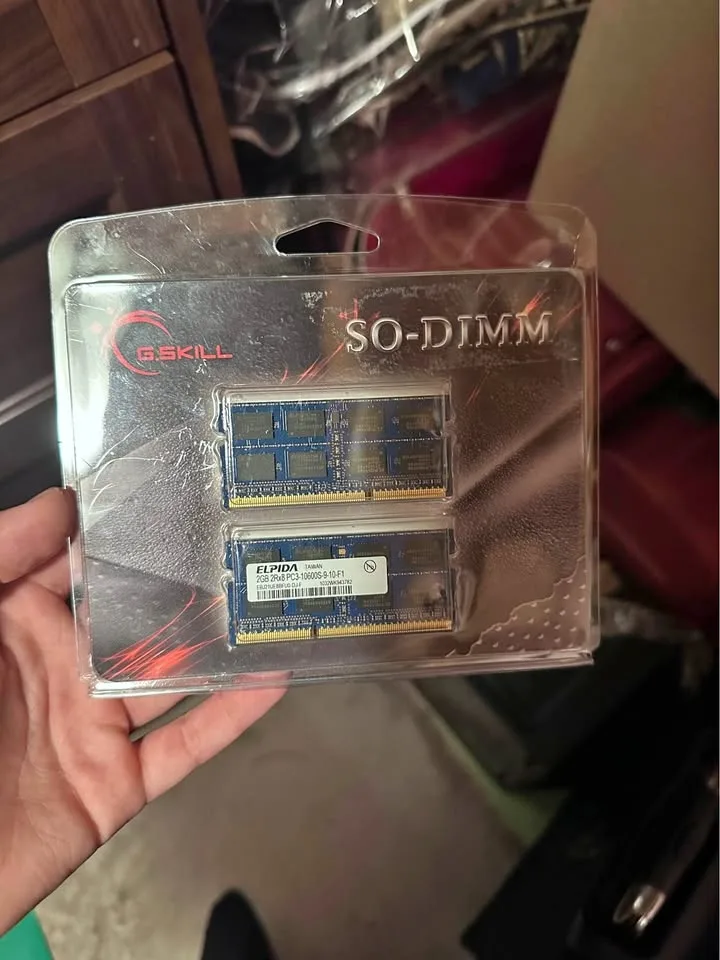 G.SKILL
SO-DIMM
ELPIDA TAIWAN
2GB 2Rx8 PC3-10600S-9-10-F1